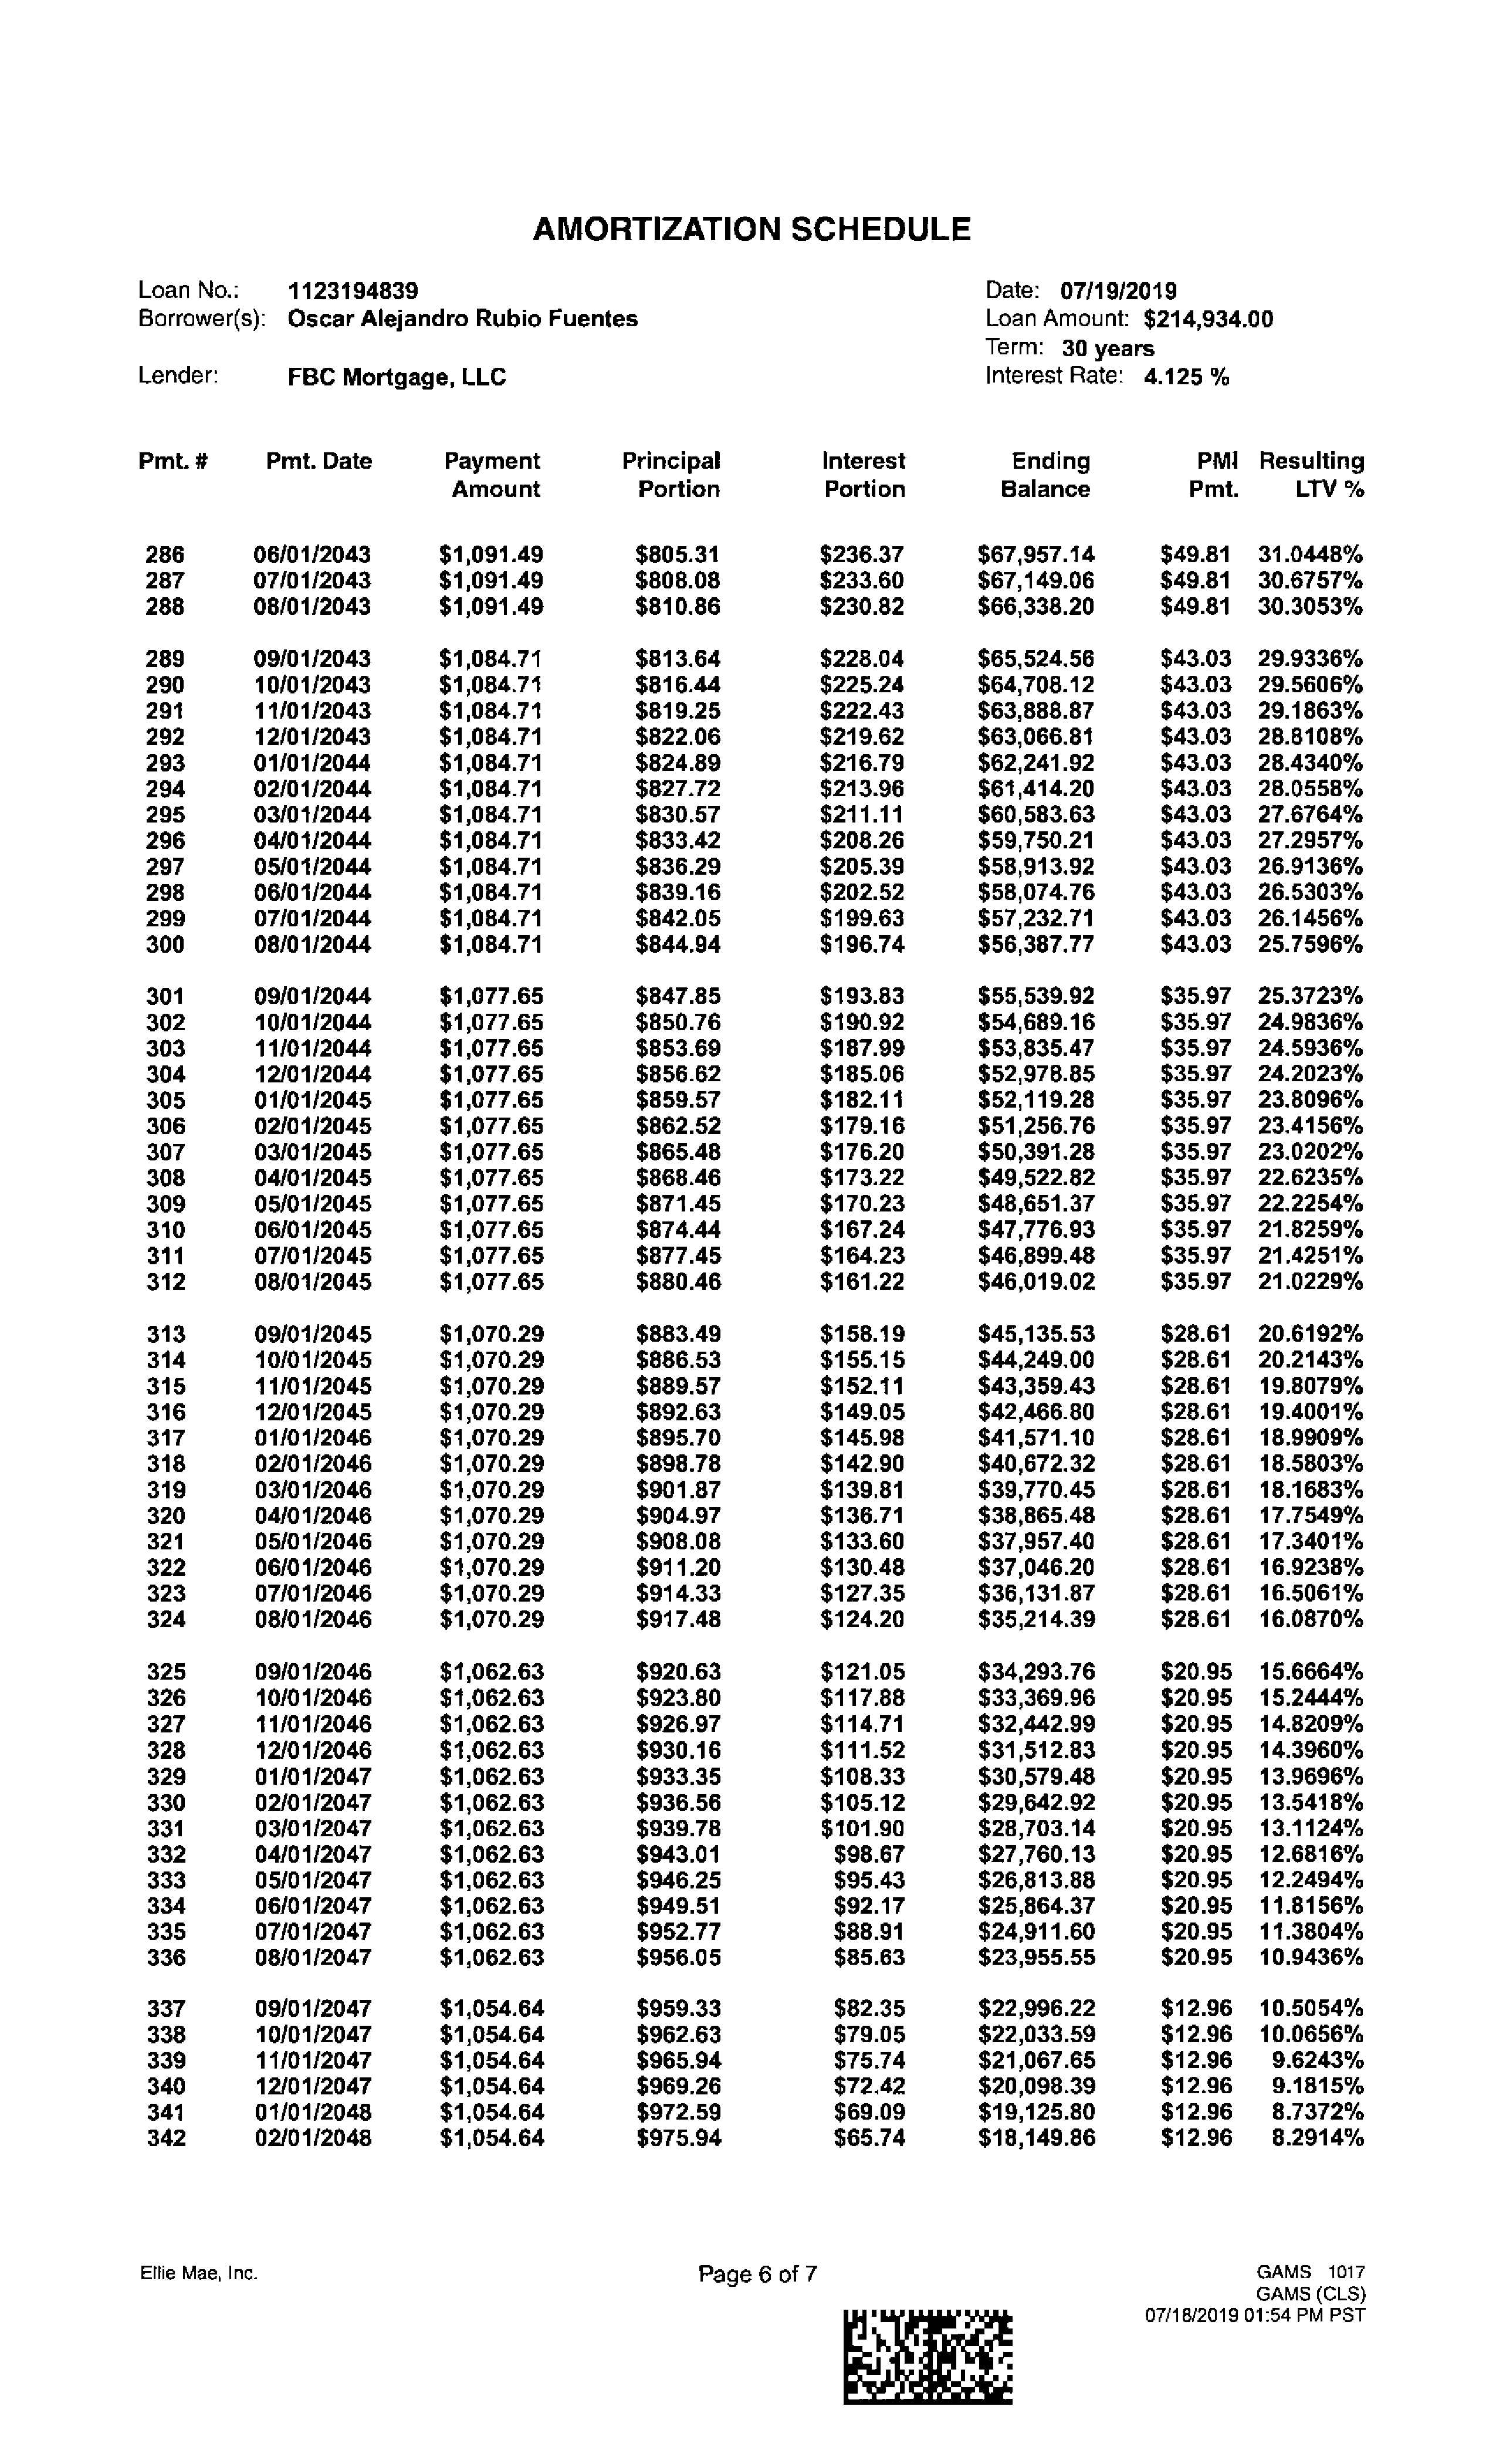 AMORTIZATION SCHEDULE
Loan No.: 1123194839 Date: 07/19/2019
Borrower(s): Oscar Alejandro Rubio Fuentes Loan Amount: $214,934.00
Term: 30 years
Lender: FBC Mortgage, LLC Interest Rate: 4.125 %
Pmt. # Pmt. Date Payment Principal Interest Ending PMI Resulting
Amount Portion Portion Balance Pmt. LTV %
286 06/01/2043 $1,091.49 $805.31 $236.37 $67,957.14 $49.81 31.0448%
287 07/01/2043 $1,091.49 $808.08 $233.60 $67,149.06 $49.81 30.6757%
288 08/01/2043 $1,091.49 $810.86 $230.82 $66,338.20 $49.81 30.3053%
289 09/01/2043 $1,084.71 $813.64 $228.04 $65,524.56 $43.03 29.9336%
290 10/01/2043 $1,084.71 $816.44 $225.24 $64,708.12 $43.03 29.5606%
291 11/01/2043 $1,084.71 $819.25 $222.43 $63,888.87 $43.03 29.1863%
292 12/01/2043 $1,084.71 $822.06 $219.62 $63,066.81 $43.03 28.8108%
293 01/01/2044 $1,084.71 $824.89 $216.79 $62,241.92 $43.03 28.4340%
294 02/01/2044 $1,084.71 $827.72 $213.96 $61,414.20 $43.03 28.0558%
295 03/01/2044 $1,084.71 $830.57 $211.11 $60,583.63 $43.03 27.6764%
296 04/01/2044 $1,084.71 $833.42 $208.26 $59,750.21 $43.03 27.2957%
297 05/01/2044 $1,084.71 $836.29 $205.39 $58,913.92 $43.03 26.9136%
298 06/01/2044 $1,084.71 $839.16 $202.52 $58,074.76 $43.03 26.5303%
299 07/01/2044 $1,084.71 $842.05 $199.63 $57,232.71 $43.03 26.1456%
300 08/01/2044 $1,084.71 $844.94 $196.74 $56,387.77 $43.03 25.7596%
301 09/01/2044 $1,077.65 $847.85 $193.83 $55,539.92 $35.97 25.3723%
302 10/01/2044 $1,077.65 $850.76 $190.92 $54,689.16 $35.97 24.9836%
303 11/01/2044 $1,077.65 $853.69 $187.99 $53,835.47 $35.97 24.5936%
304 12/01/2044 $1,077.65 $856.62 $185.06 $52,978.85 $35.97 24.2023%
305 01/01/2045 $1,077.65 $859.57 $182.11 $52,119.28 $35.97 23.8096%
306 02/01/2045 $1,077.65 $862.52 $179.16 $51,256.76 $35.97 23.4156%
307 03/01/2045 $1,077.65 $865.48 $176.20 $50,391.28 $35.97 23.0202%
308 04/01/2045 $1,077.65 $868.46 $173.22 $49,522.82 $35.97 22.6235%
309 05/01/2045 $1,077.65 $871.45 $170.23 $48,651.37 $35.97 22.2254%
310 06/01/2045 $1,077.65 $874.44 $167.24 $47,776.93 $35.97 21.8259%
311 07/01/2045 $1,077.65 $877.45 $164.23 $46,899.48 $35.97 21.4251%
312 08/01/2045 $1,077.65 $880.46 $161.22 $46,019.02 $35.97 21.0229%
313 09/01/2045 $1,070.29 $883.49 $158.19 $45,135.53 $28.61 20.6192%
314 10/01/2045 $1,070.29 $886.53 $155.15 $44,249.00 $28.61 20.2143%
315 11/01/2045 $1,070.29 $889.57 $152.11 $43,359.43 $28.61 19.8079%
316 12/01/2045 $1,070.29 $892.63 $149.05 $42,466.80 $28.61 19.4001%
317 01/01/2046 $1,070.29 $895.70 $145.98 $41,571.10 $28.61 18.9909%
318 02/01/2046 $1,070.29 $898.78 $142.90 $40,672.32 $28.61 18.5803%
319 03/01/2046 $1,070.29 $901.87 $139.81 $39,770.45 $28.61 18.1683%
320 04/01/2046 $1,070.29 $904.97 $136.71 $38,865.48 $28.61 17.7549%
321 05/01/2046 $1,070.29 $908.08 $133.60 $37,957.40 $28.61 17.3401%
322 06/01/2046 $1,070.29 $911.20 $130.48 $37,046.20 $28.61 16.9238%
323 07/01/2046 $1,070.29 $914.33 $127.35 $36,131.87 $28.61 16.5061%
324 08/01/2046 $1,070.29 $917.48 $124.20 $35,214.39 $28.61 16.0870%
325 09/01/2046 $1,062.63 $920.63 $121.05 $34,293.76 $20.95 15.6664%
326 10/01/2046 $1,062.63 $923.80 $117.88 $33,369.96 $20.95 15.2444%
327 11/01/2046 $1,062.63 $926.97 $114.71 $32,442.99 $20.95 14.8209%
328 12/01/2046 $1,062.63 $930.16 $111.52 $31,512.83 $20.95 14.3960%
329 01/01/2047 $1,062.63 $933.35 $108.33 $30,579.48 $20.95 13.9696%
330 02/01/2047 $1,062.63 $936.56 $105.12 $29,642.92 $20.95 13.5418%
331 03/01/2047 $1,062.63 $939.78 $101.90 $28,703.14 $20.95 13.1124%
332 04/01/2047 $1,062.63 $943.01 $98.67 $27,760.13 $20.95 12.6816%
333 05/01/2047 $1,062.63 $946.25 $95.43 $26,813.88 $20.95 12.2494%
334 06/01/2047 $1,062.63 $949.51 $92.17 $25,864.37 $20.95 11.8156%
335 07/01/2047 $1,062.63 $952.77 $88.91 $24,911.60 $20.95 11.3804%
336 08/01/2047 $1,062.63 $956.05 $85.63 $23,955.55 $20.95 10.9436%
337 09/01/2047 $1,054.64 $959.33 $82.35 $22,996.22 $12.96 10.5054%
338 10/01/2047 $1,054.64 $962.63 $79.05 $22,033.59 $12.96 10.0656%
339 11/01/2047 $1,054.64 $965.94 $75.74 $21,067.65 $12.96 9.6243%
340 12/01/2047 $1,054.64 $969.26 $72.42 $20,098.39 $12.96 9.1815%
341 01/01/2048 $1,054.64 $972.59 $69.09 $19,125.80 $12.96 8.7372%
342 02/01/2048 $1,054.64 $975.94 $65.74 $18,149.86 $12.96 8.2914%
Ellie Mae, Inc. Page 6 of 7 GAMS 1017
GAMS (CLS)
07/18/2019 01:54 PM PST